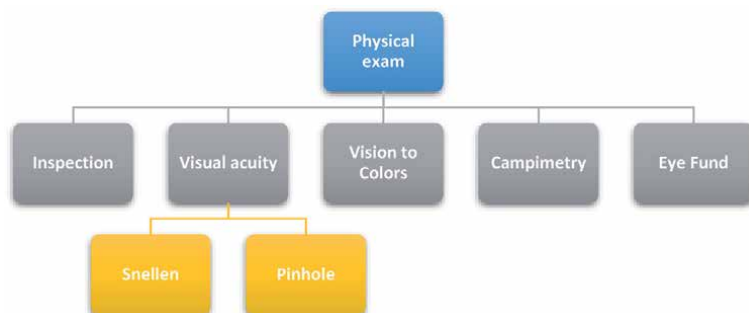 Physical
exam
Inspection
Visual acuity
Vision to
Colors
Campimetry
Eye Fund
Snellen
Pinhole